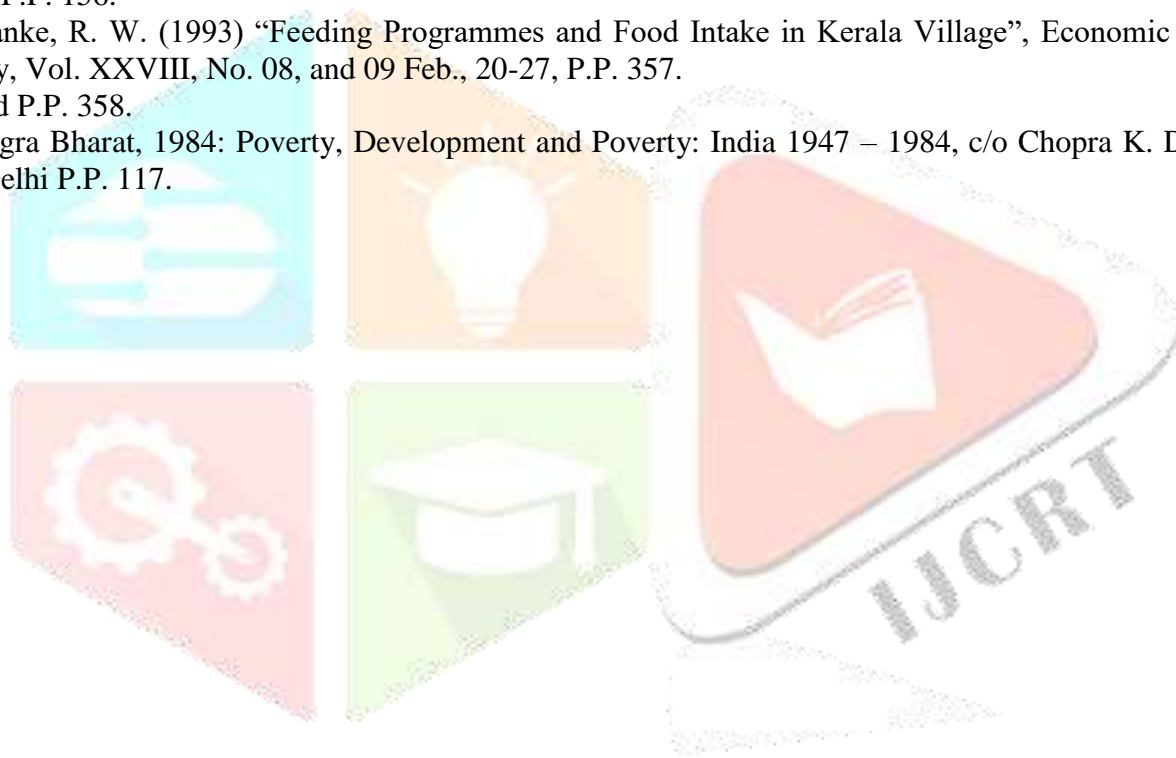 P.P. 156.
anke, R. W. (1993) “Feeding Programmes and Food Intake in Kerala Village”, Economic
y, Vol. XXVIII, No. 08, and 09 Feb., 20-27, P.P. 357.
d P.P. 358.
gra Bharat, 1984: Poverty, Development and Poverty: India 1947 – 1984, c/o Chopra K. D
elhi P.P. 117.
IJCRT